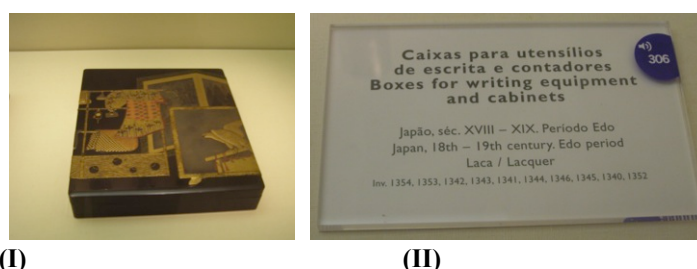 306
Caixas para utensílios
de escrita e contadores
Boxes for writing equipment
and cabinets
Japão, séc. XVIII – XIX. Período Edo
Japan, 18th – 19th century. Edo period
Laca / Lacquer
Inv. 1354, 1353, 1342, 1343, 1341, 1344, 1346, 1345, 1340, 1352
(I) (II)